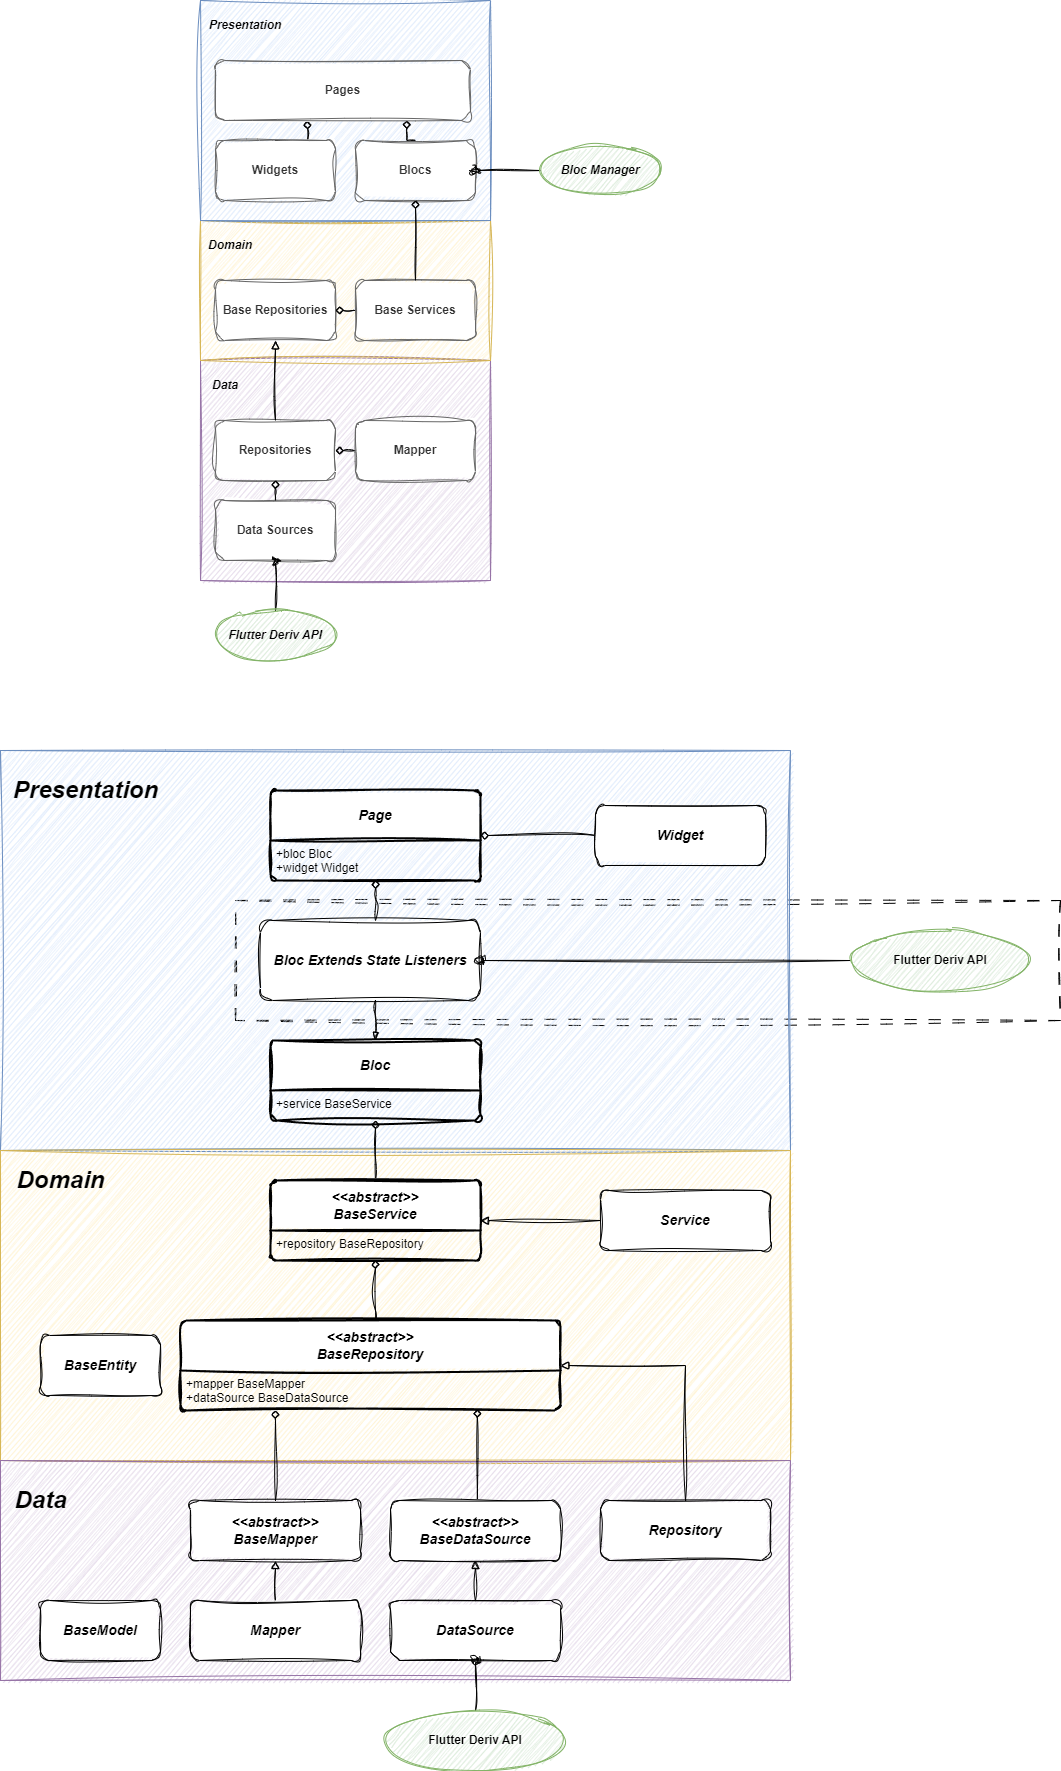 Presentation
Pages
Widgets
Blocs
Bloc Manager
Domain
Base Repositories
Base Services
Data
Repositories
Mapper
Data Sources
Flutter Deriv API
Presentation
Page
+bloc Bloc
+widget Widget
Widget
Bloc Extends State Listeners
Flutter Deriv API
Bloc
+service BaseService
Domain
<<abstract>>
BaseService
+repository BaseRepository
Service
<<abstract>>
BaseRepository
+mapper BaseMapper
+dataSource BaseDataSource
BaseEntity
Data
<<abstract>>
BaseMapper
<<abstract>>
BaseDataSource
Repository
BaseModel
Mapper
DataSource
Flutter Deriv API